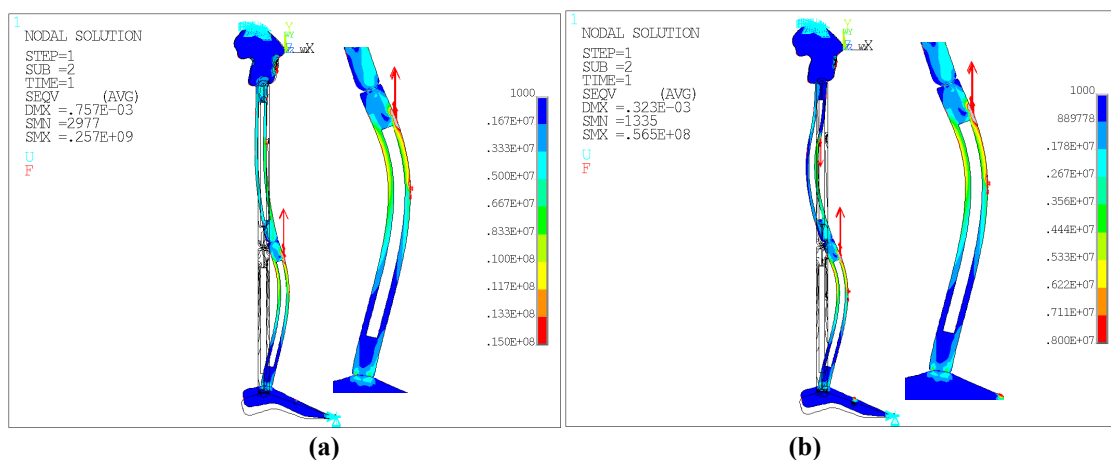 1
NODAL SOLUTION
STEP=1
SUB =2
TIME=1
SEQV (AVG)
DMX =.757E-03
SMN =2977
SMX =.257E+09
U
F
Y
X
1000
.167E+07
.333E+07
.500E+07
.667E+07
.833E+07
.100E+08
.117E+08
.133E+08
.150E+08
(a)
1
NODAL SOLUTION
STEP=1
SUB =2
TIME=1
SEQV (AVG)
DMX =.323E-03
SMN =1335
SMX =.565E+08
U
F
Y
X
1000
889778
.178E+07
.267E+07
.356E+07
.444E+07
.533E+07
.622E+07
.711E+07
.800E+07
(b)